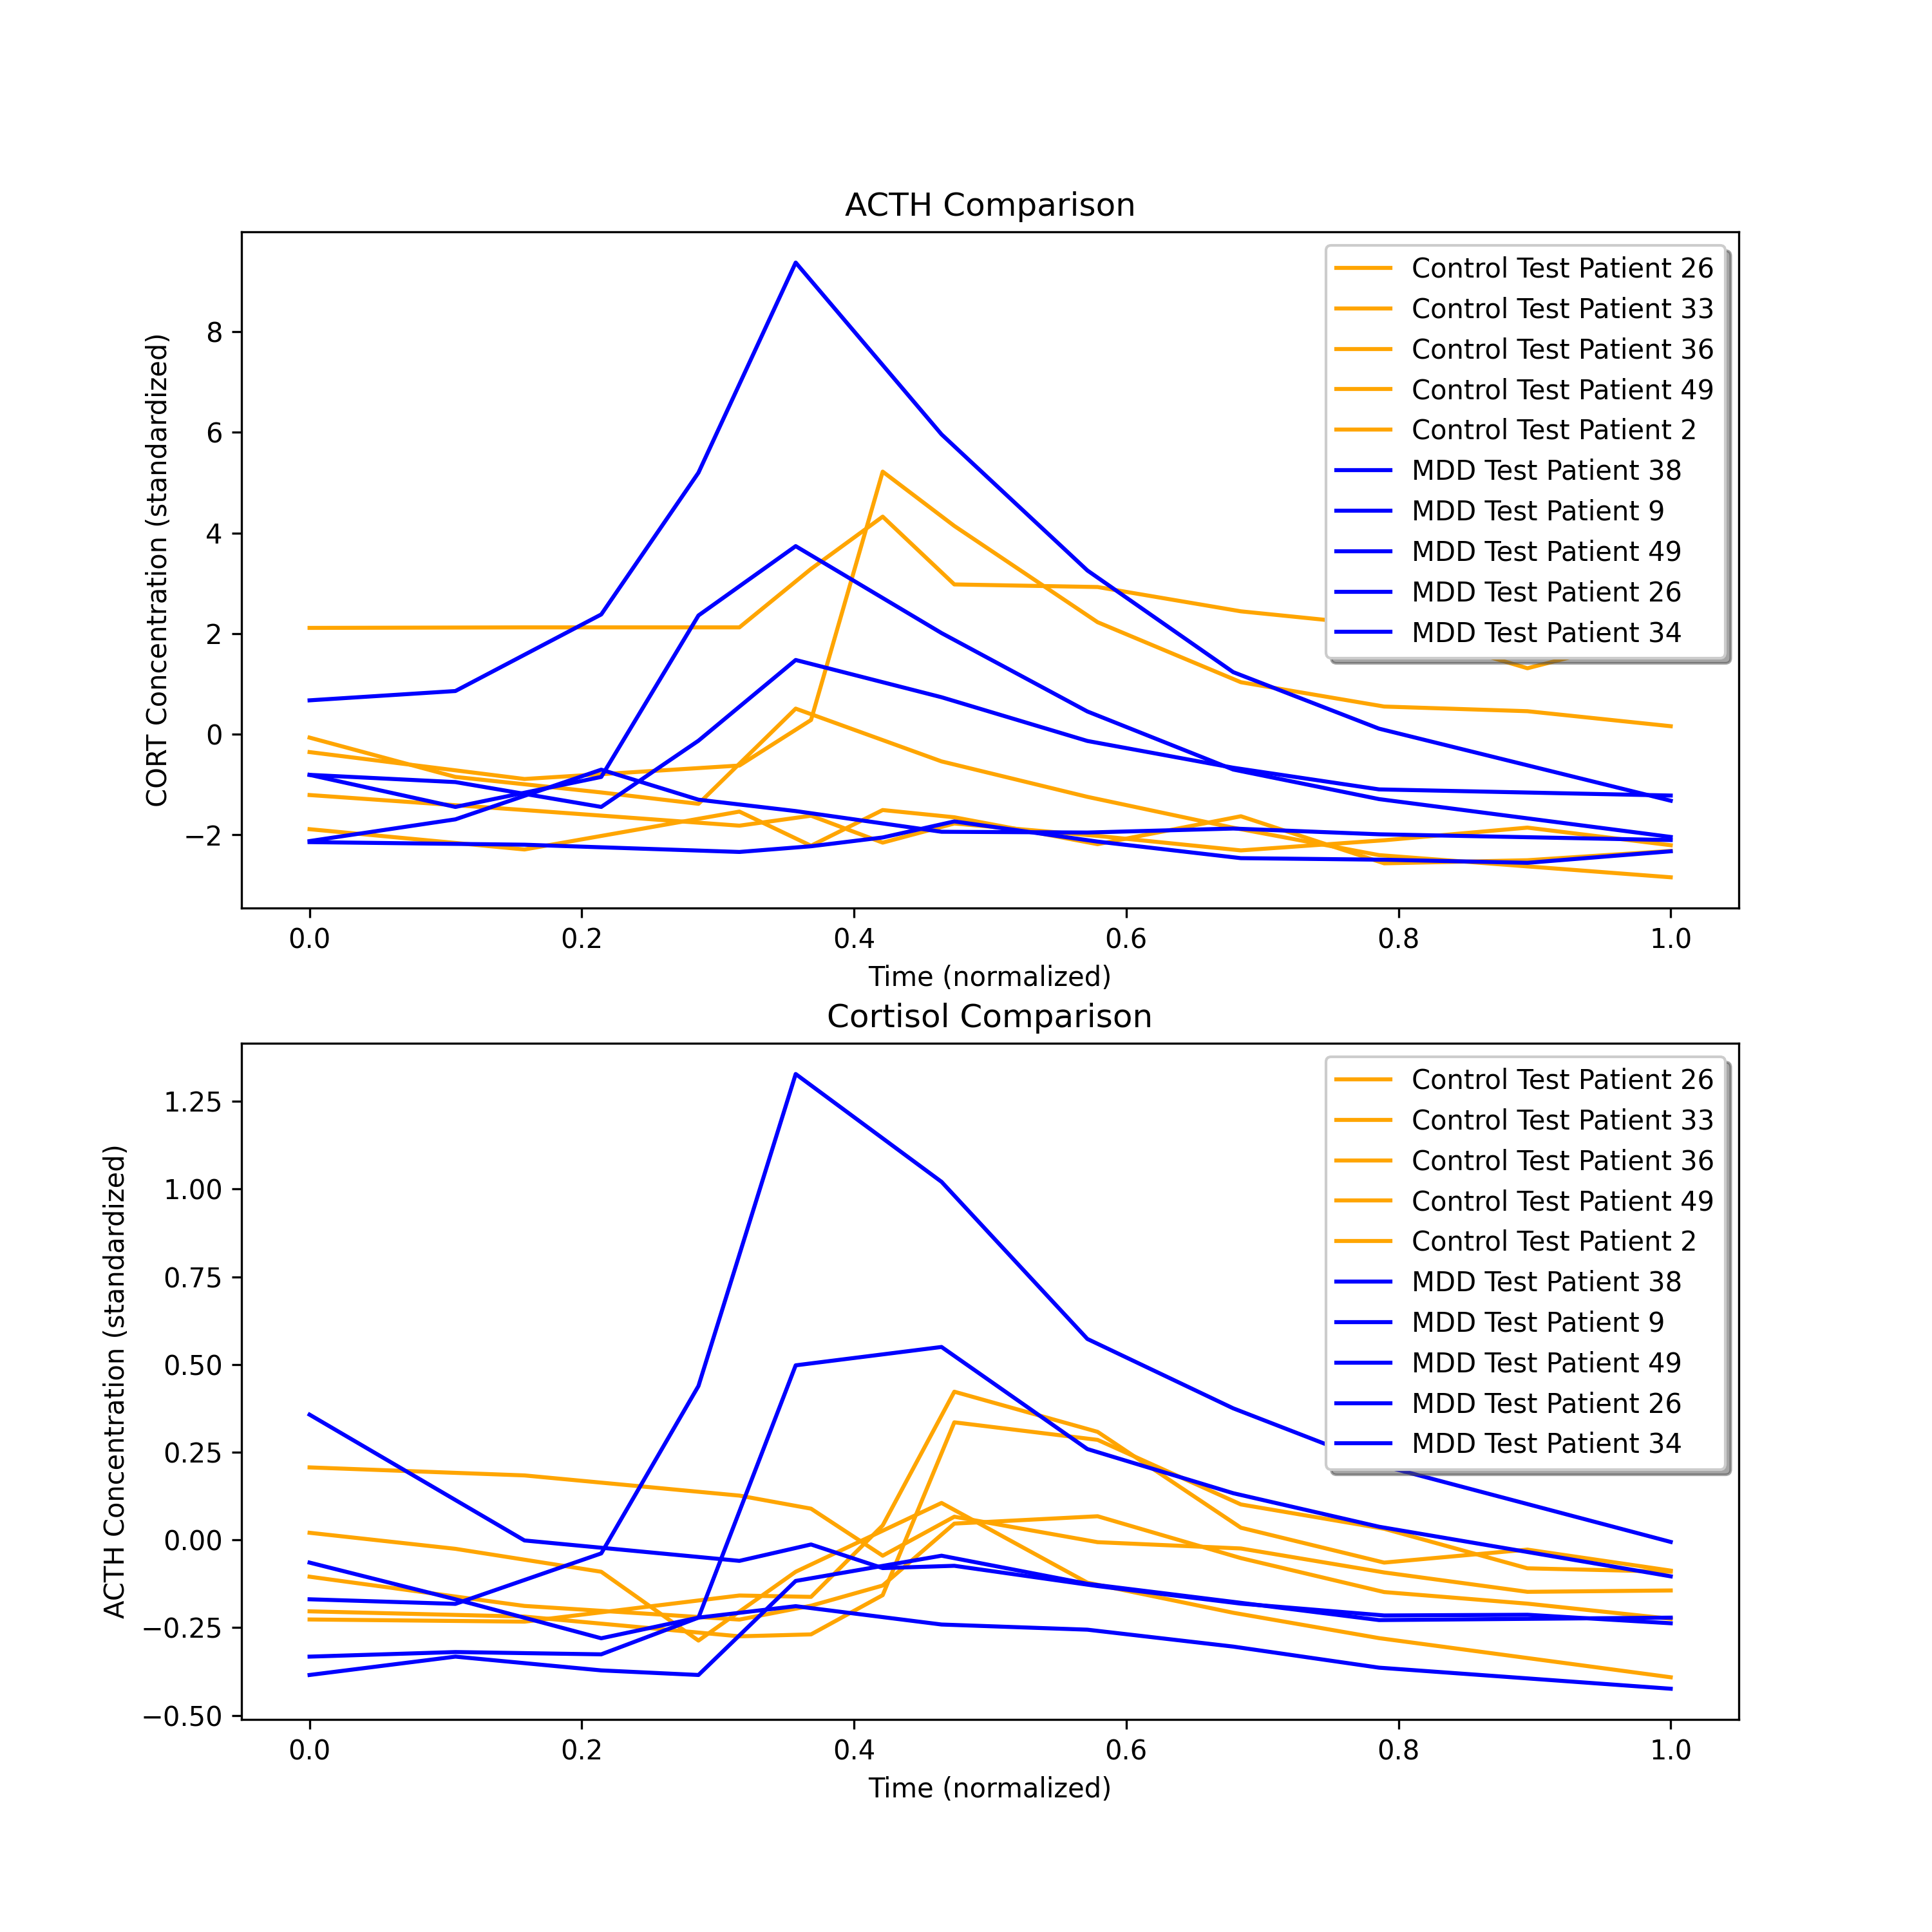 ACTH Comparison
CORT Concentration (standardized)
8
6
4
2
0
−2
Control Test Patient 26
Control Test Patient 33
Control Test Patient 36
Control Test Patient 49
Control Test Patient 2
MDD Test Patient 38
MDD Test Patient 9
MDD Test Patient 49
MDD Test Patient 26
MDD Test Patient 34
0.0 0.2 0.4 0.6 0.8 1.0
Time (normalized)
Cortisol Comparison
ACTH Concentration (standardized)
1.25
1.00
0.75
0.50
0.25
0.00
−0.25
−0.50
Control Test Patient 26
Control Test Patient 33
Control Test Patient 36
Control Test Patient 49
Control Test Patient 2
MDD Test Patient 38
MDD Test Patient 9
MDD Test Patient 49
MDD Test Patient 26
MDD Test Patient 34
0.0 0.2 0.4 0.6 0.8 1.0
Time (normalized)